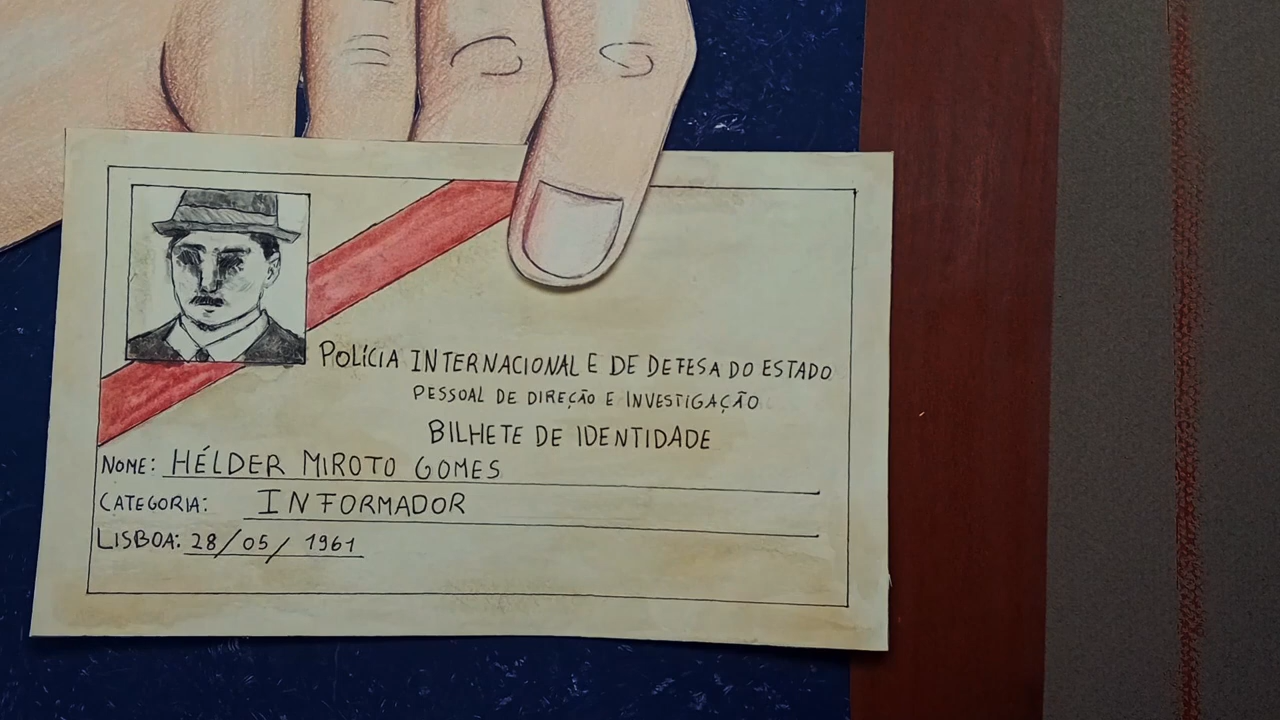 POLÍCIA INTERNACIONAL E DE DEFESA DO ESTADO
PESSOAL DE DIREÇÃO E INVESTIGAÇÃO
BILHETE DE IDENTIDADE
NOME: HÉLDER MIROTO GOMES
CATEGORIA: INFORMADOR
LISBOA: 28/05/1961